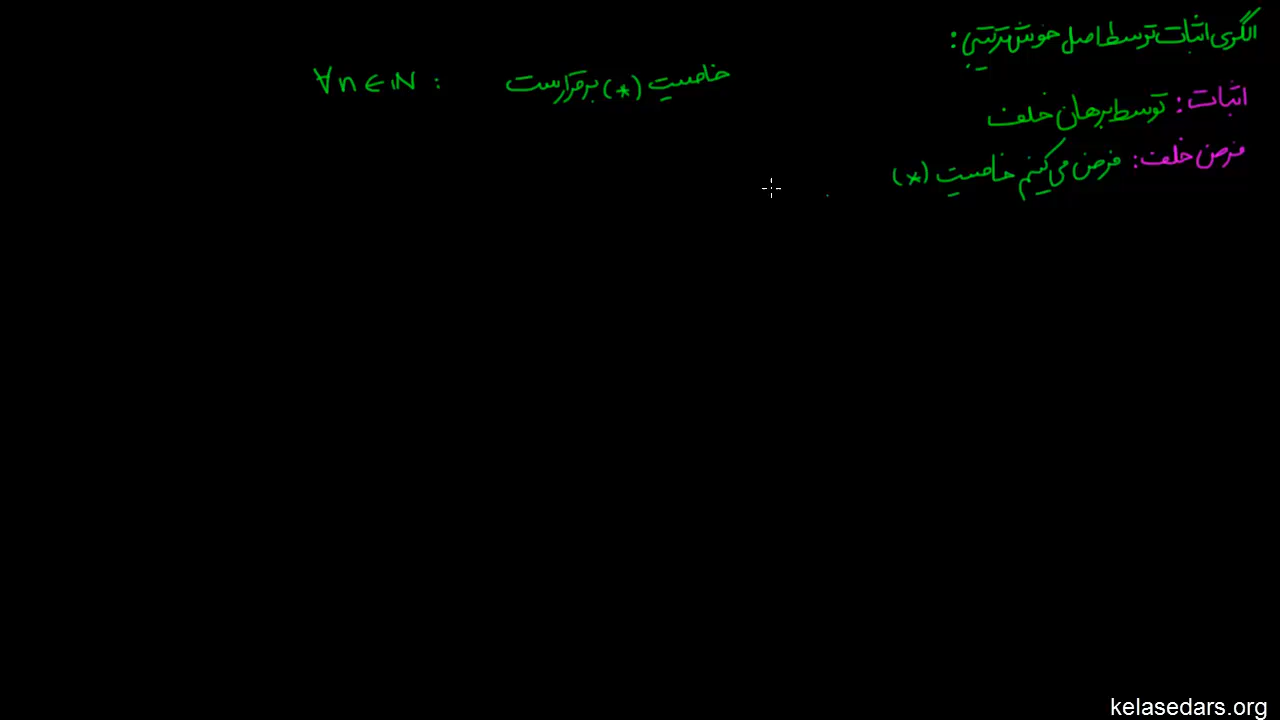 الگوی اثبات توسط اصل خوش ترتیبی :
∀n∈ℕ : خاصیت (*) برقرار است
اثبات : توسط برهان خلف
فرض خلف : فرض می کنیم خاصیت (*)
kelasedars.org